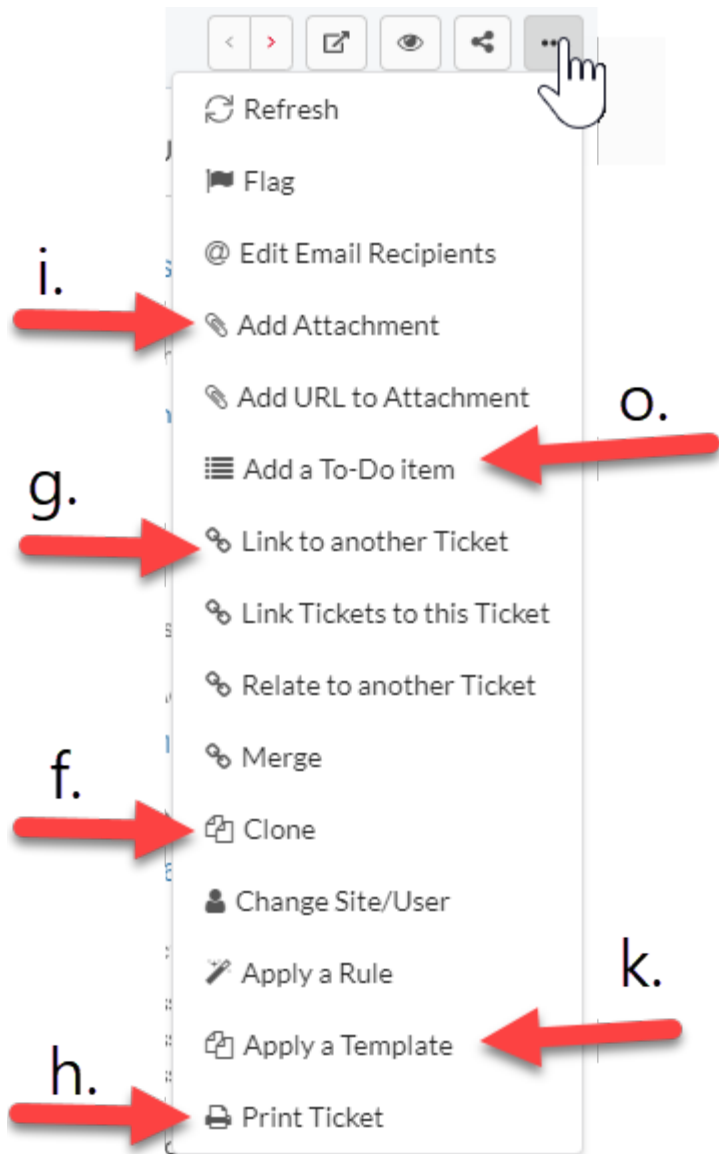 Refresh
Flag
@ Edit Email Recipients
i.
Add Attachment
Add URL to Attachment
o.
Add a To-Do item
g.
Link to another Ticket
Link Tickets to this Ticket
Relate to another Ticket
Merge
f.
Clone
Change Site/User
Apply a Rule
k.
Apply a Template
h.
Print Ticket